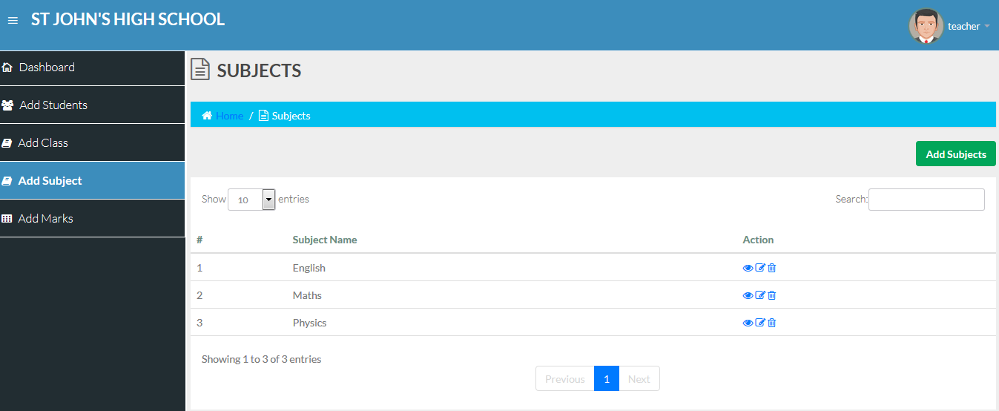 ST JOHN'S HIGH SCHOOL
teacher
Dashboard
Add Students
Add Class
Add Subject
Add Marks
SUBJECTS
Home / Subjects
Add Subjects
Show 10 entries
Search:
# Subject Name Action
1 English
2 Maths
3 Physics
Showing 1 to 3 of 3 entries
Previous 1 Next